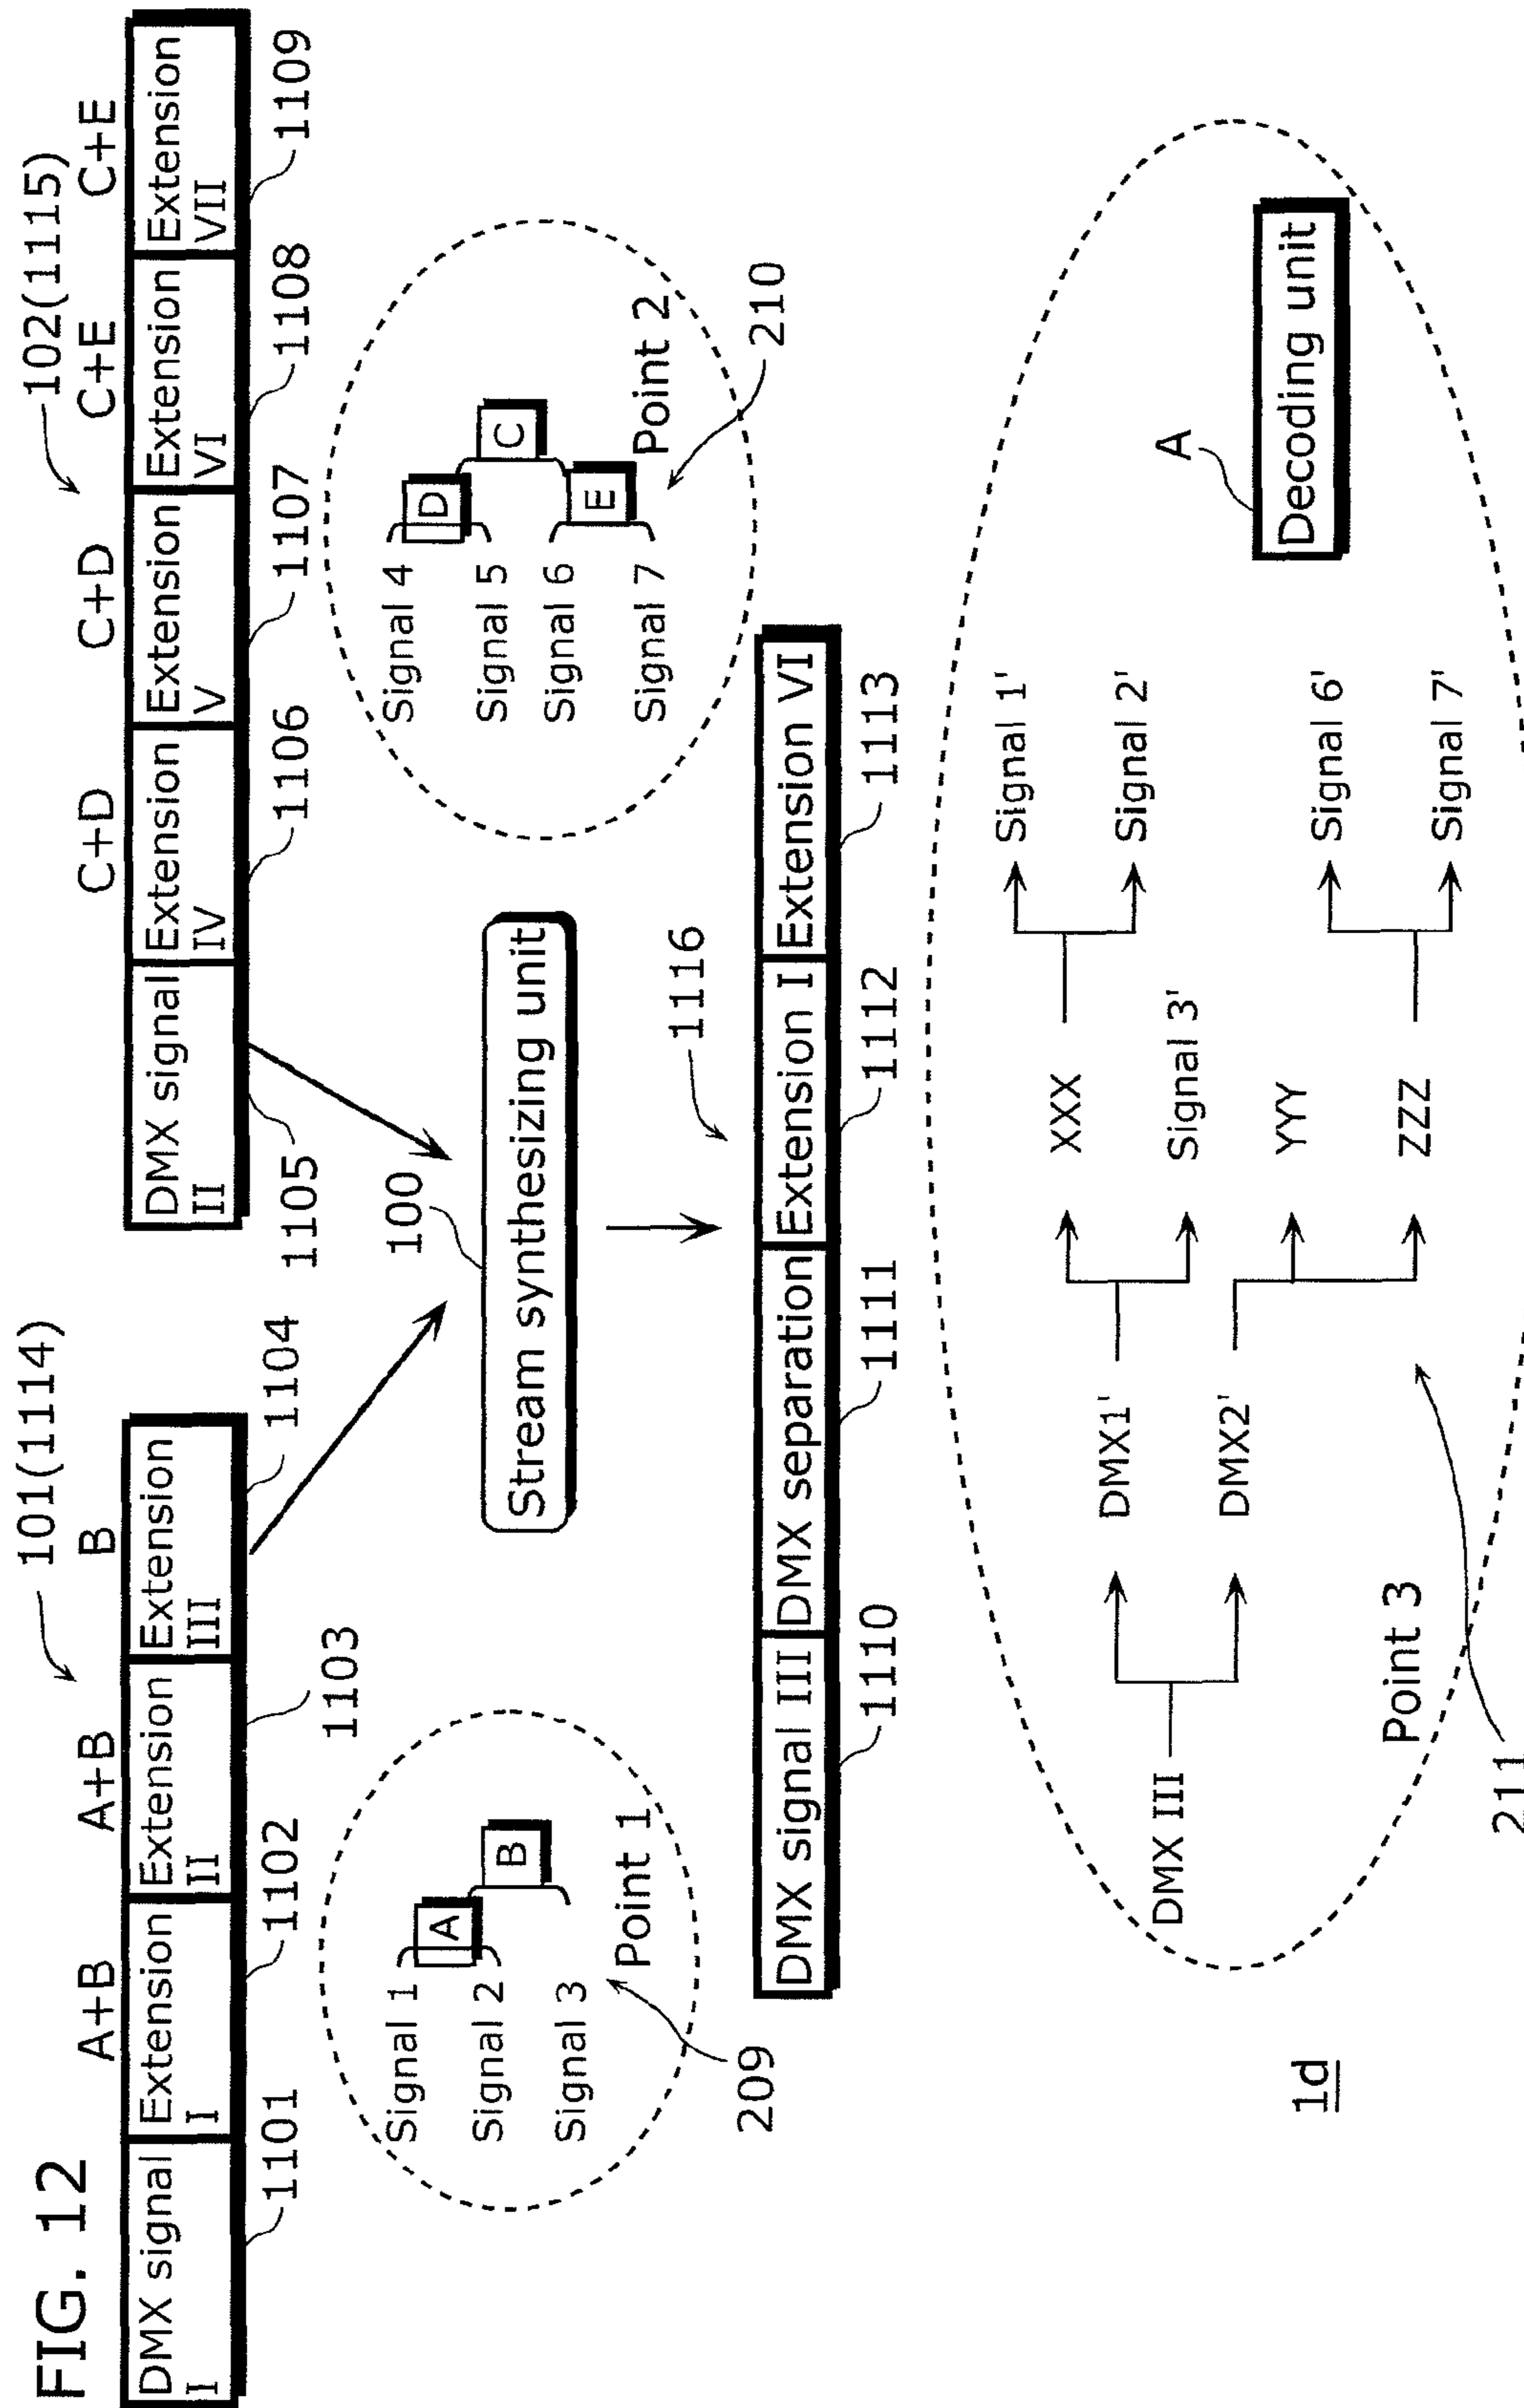 FIG. 12
101(1114)
A+B
A+B
B
DMX signal I
Extension I
Extension II
Extension III
1101
1102
1103
1104
102(1115)
C+D
C+D
C+E
C+E
DMX signal II
Extension IV
Extension V
Extension VI
Extension VII
1105
1106
1107
1108
1109
Signal 1
Signal 2
Signal 3
A
B
Point 1
209
100
Stream synthesizing unit
Signal 4
Signal 5
Signal 6
Signal 7
D
C
E
Point 2
210
1116
DMX signal III
DMX separation
Extension I
Extension VI
1110
1111
1112
1113
DMX III
DMX1'
DMX2'
XXX
Signal 3'
YYY
ZZZ
Signal 1'
Signal 2'
Signal 6'
Signal 7'
A
Decoding unit
Point 3
211
1d